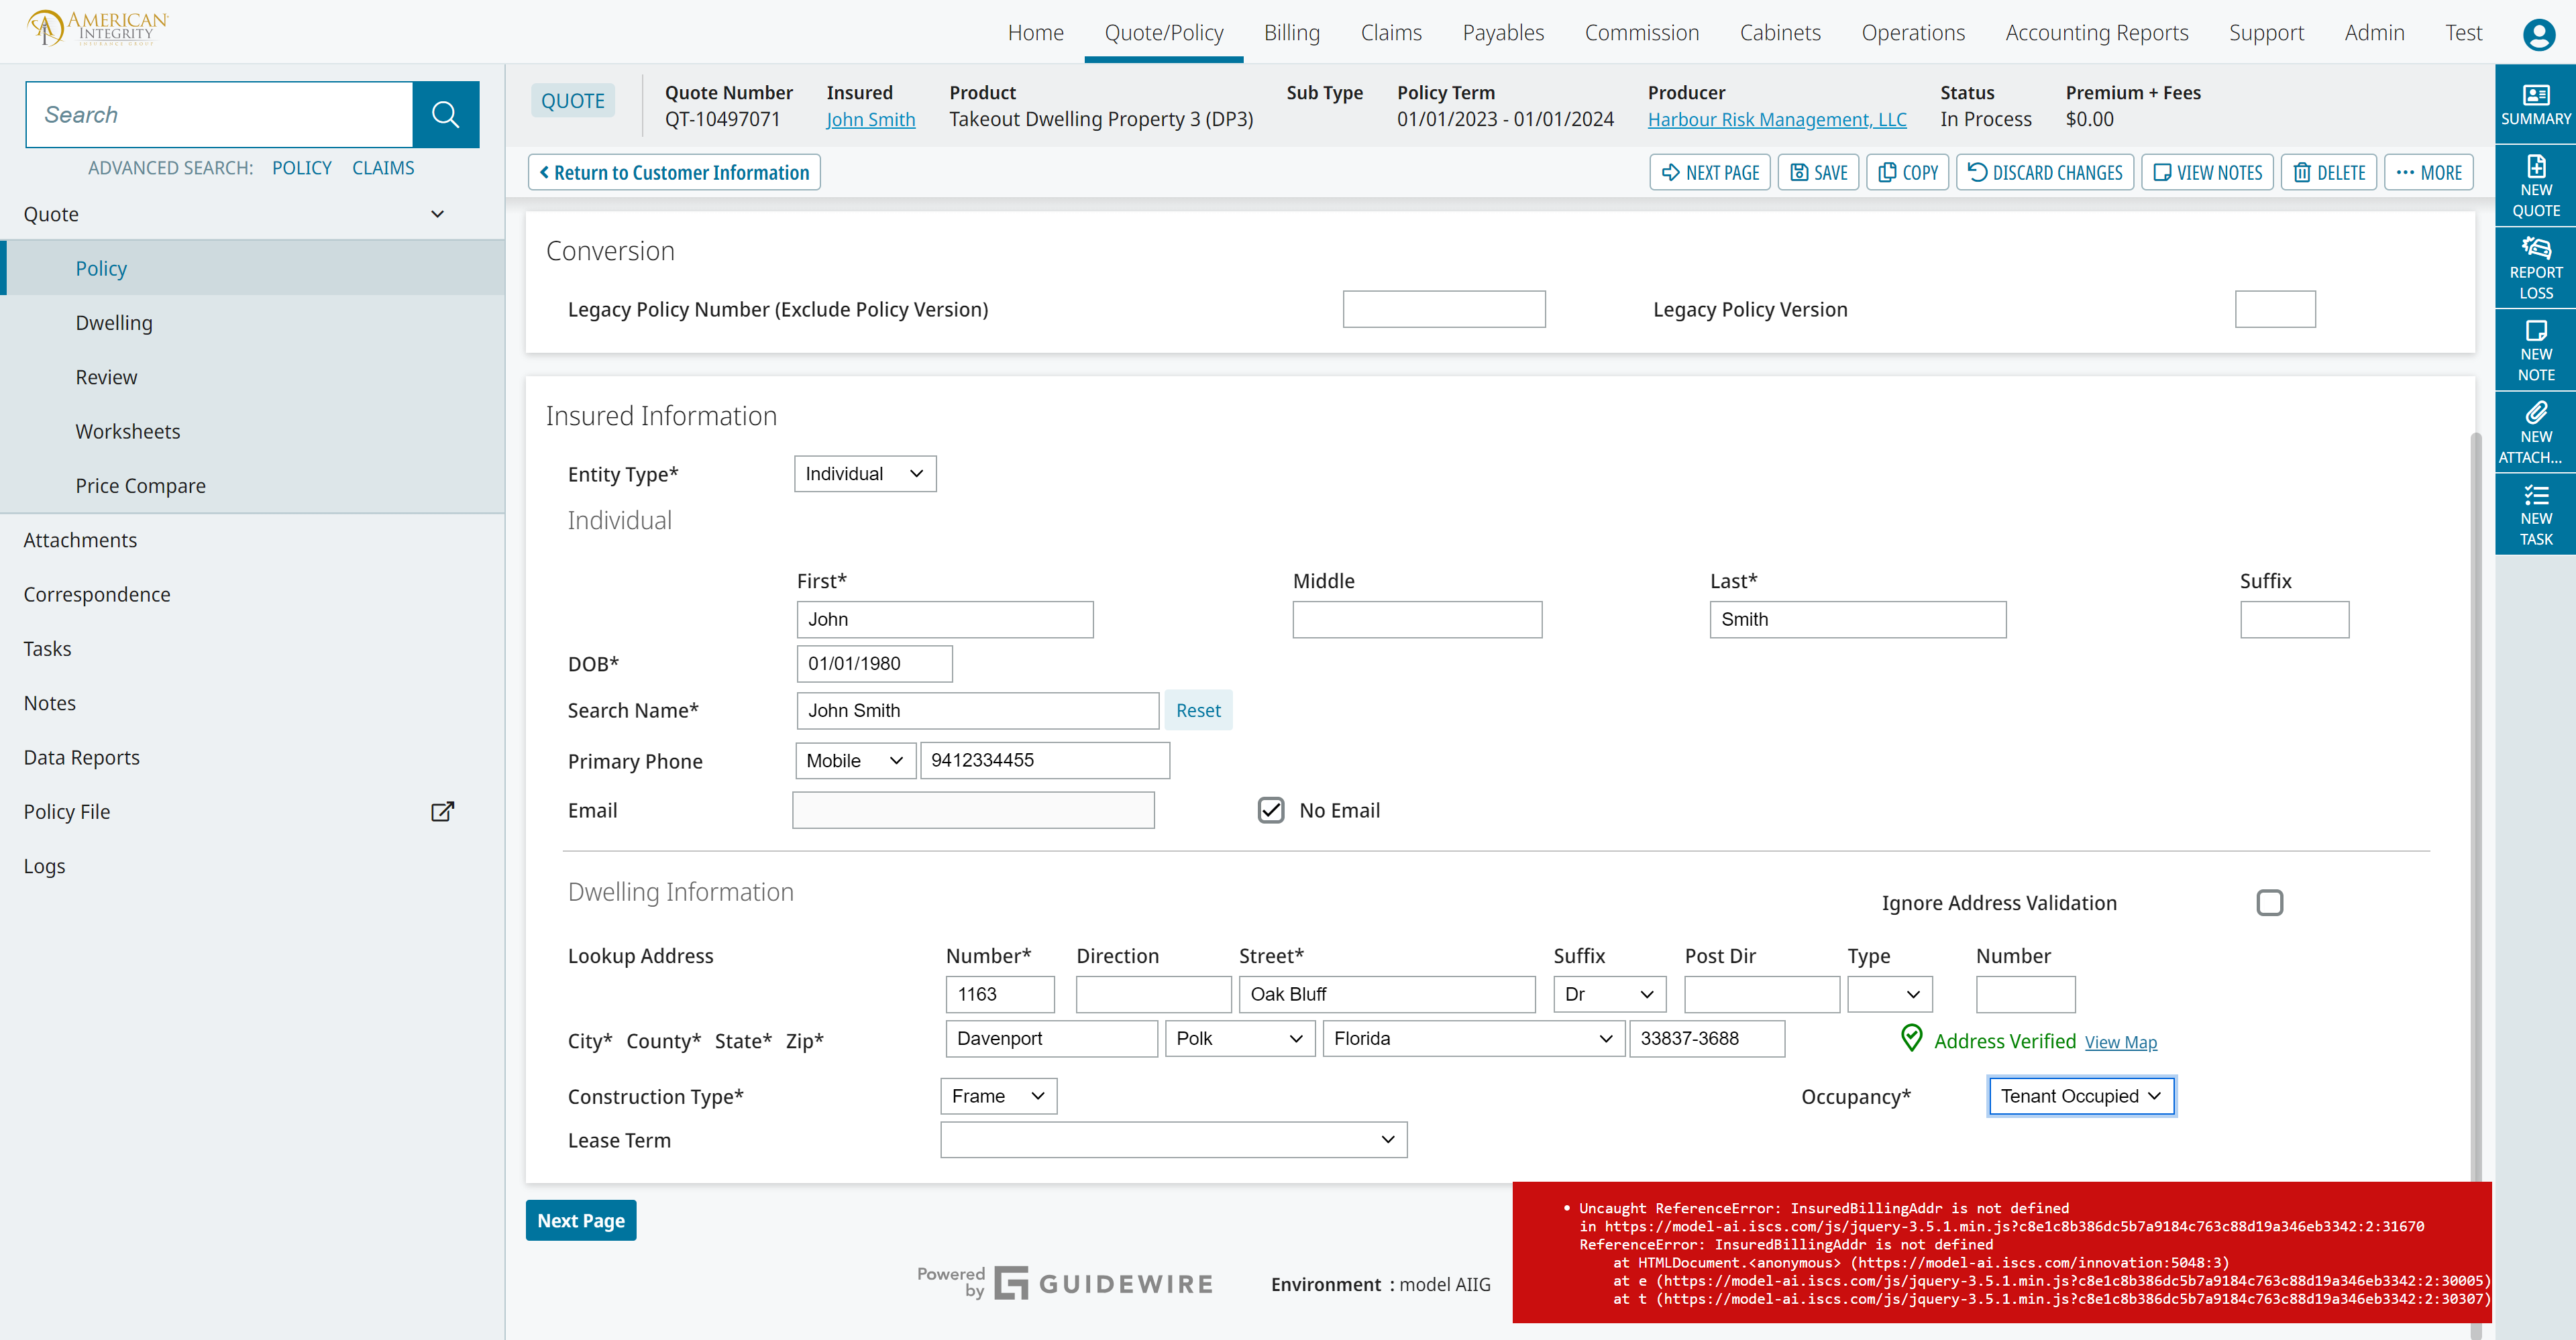 AMERICAN
INTEGRITY
INSURANCE GROUP
Home
Quote/Policy
Billing
Claims
Payables
Commission
Cabinets
Operations
Accounting Reports
Support
Admin
Test
Search
ADVANCED SEARCH: POLICY CLAIMS
Quote
Policy
Dwelling
Review
Worksheets
Price Compare
Attachments
Correspondence
Tasks
Notes
Data Reports
Policy File
Logs
QUOTE
Quote Number Insured Product Sub Type Policy Term Producer Status Premium + Fees
QT-10497071 John Smith Takeout Dwelling Property 3 (DP3) 01/01/2023 - 01/01/2024 Harbour Risk Management, LLC In Process $0.00
Return to Customer Information
NEXT PAGE
SAVE
COPY
DISCARD CHANGES
VIEW NOTES
DELETE
MORE
Conversion
Legacy Policy Number (Exclude Policy Version) Legacy Policy Version
Insured Information
Entity Type* Individual
Individual
First* Middle Last* Suffix
John Smith
DOB* 01/01/1980
Search Name* John Smith Reset
Primary Phone Mobile 9412334455
Email No Email
Dwelling Information
Ignore Address Validation
Lookup Address Number* Direction Street* Suffix Post Dir Type Number
1163 Oak Bluff Dr
City* County* State* Zip* Davenport Polk Florida 33837-3688 Address Verified View Map
Construction Type* Frame Occupancy* Tenant Occupied
Lease Term
Next Page
Powered by GUIDEWIRE
Environment : model AIIG
• Uncaught ReferenceError: InsuredBillingAddr is not defined
in https://model-ai.iscs.com/js/jquery-3.5.1.min.js?c8e1c8b386dc5b7a9184c763c88d19a346eb3342:2:31670
ReferenceError: InsuredBillingAddr is not defined
at HTMLDocument.<anonymous> (https://model-ai.iscs.com/innovation:5048:3)
at e (https://model-ai.iscs.com/js/jquery-3.5.1.min.js?c8e1c8b386dc5b7a9184c763c88d19a346eb3342:2:30005)
at t (https://model-ai.iscs.com/js/jquery-3.5.1.min.js?c8e1c8b386dc5b7a9184c763c88d19a346eb3342:2:30307)
SUMMARY
NEW
QUOTE
REPORT
LOSS
NEW
NOTE
NEW
ATTACH...
NEW
TASK